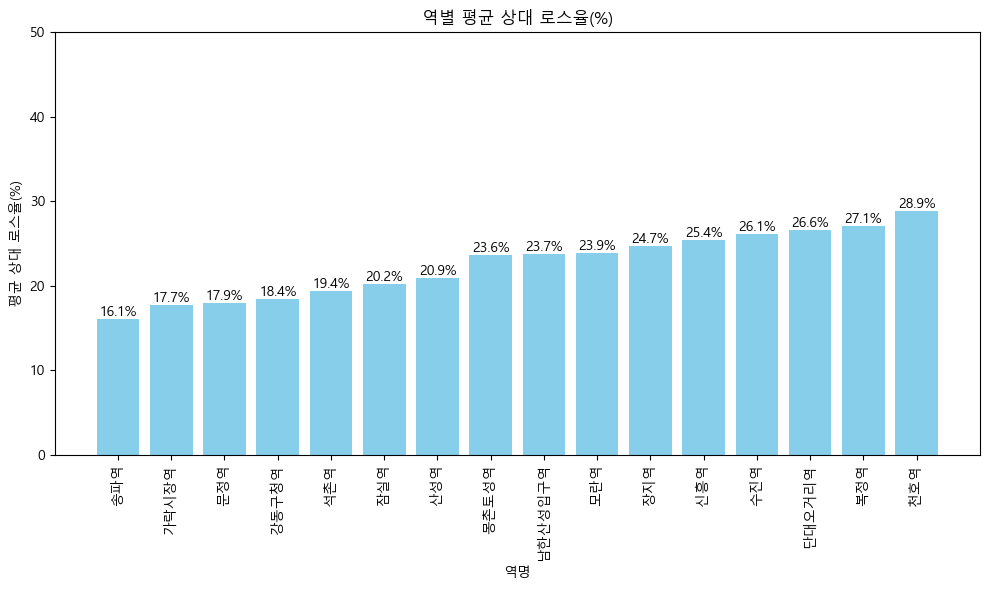 역별 평균 상대 로스율(%)
평균 상대 로스율(%)
50
40
30
20
10
0
16.1%
17.7%
17.9%
18.4%
19.4%
20.2%
20.9%
23.6%
23.7%
23.9%
24.7%
25.4%
26.1%
26.6%
27.1%
28.9%
송파역
가락시장역
문정역
강동구청역
석촌역
잠실역
산성역
몽촌토성역
남한산성입구역
모란역
장지역
신흥역
수진역
단대오거리역
복정역
천호역
역명